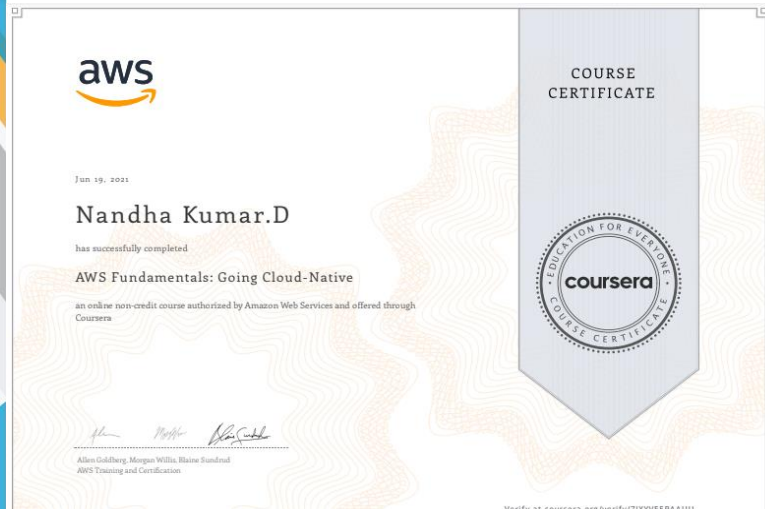 aws
COURSE
CERTIFICATE
Jun 19, 2021
Nandha Kumar.D
has successfully completed
AWS Fundamentals: Going Cloud-Native
an online non-credit course authorized by Amazon Web Services and offered through
Coursera
EDUCATION FOR EVERYONE
coursera
COURSE CERTIFICATE
Allen Goldberg, Morgan Willis, Blaine Sundrud
AWS Training and Certification
Verify at